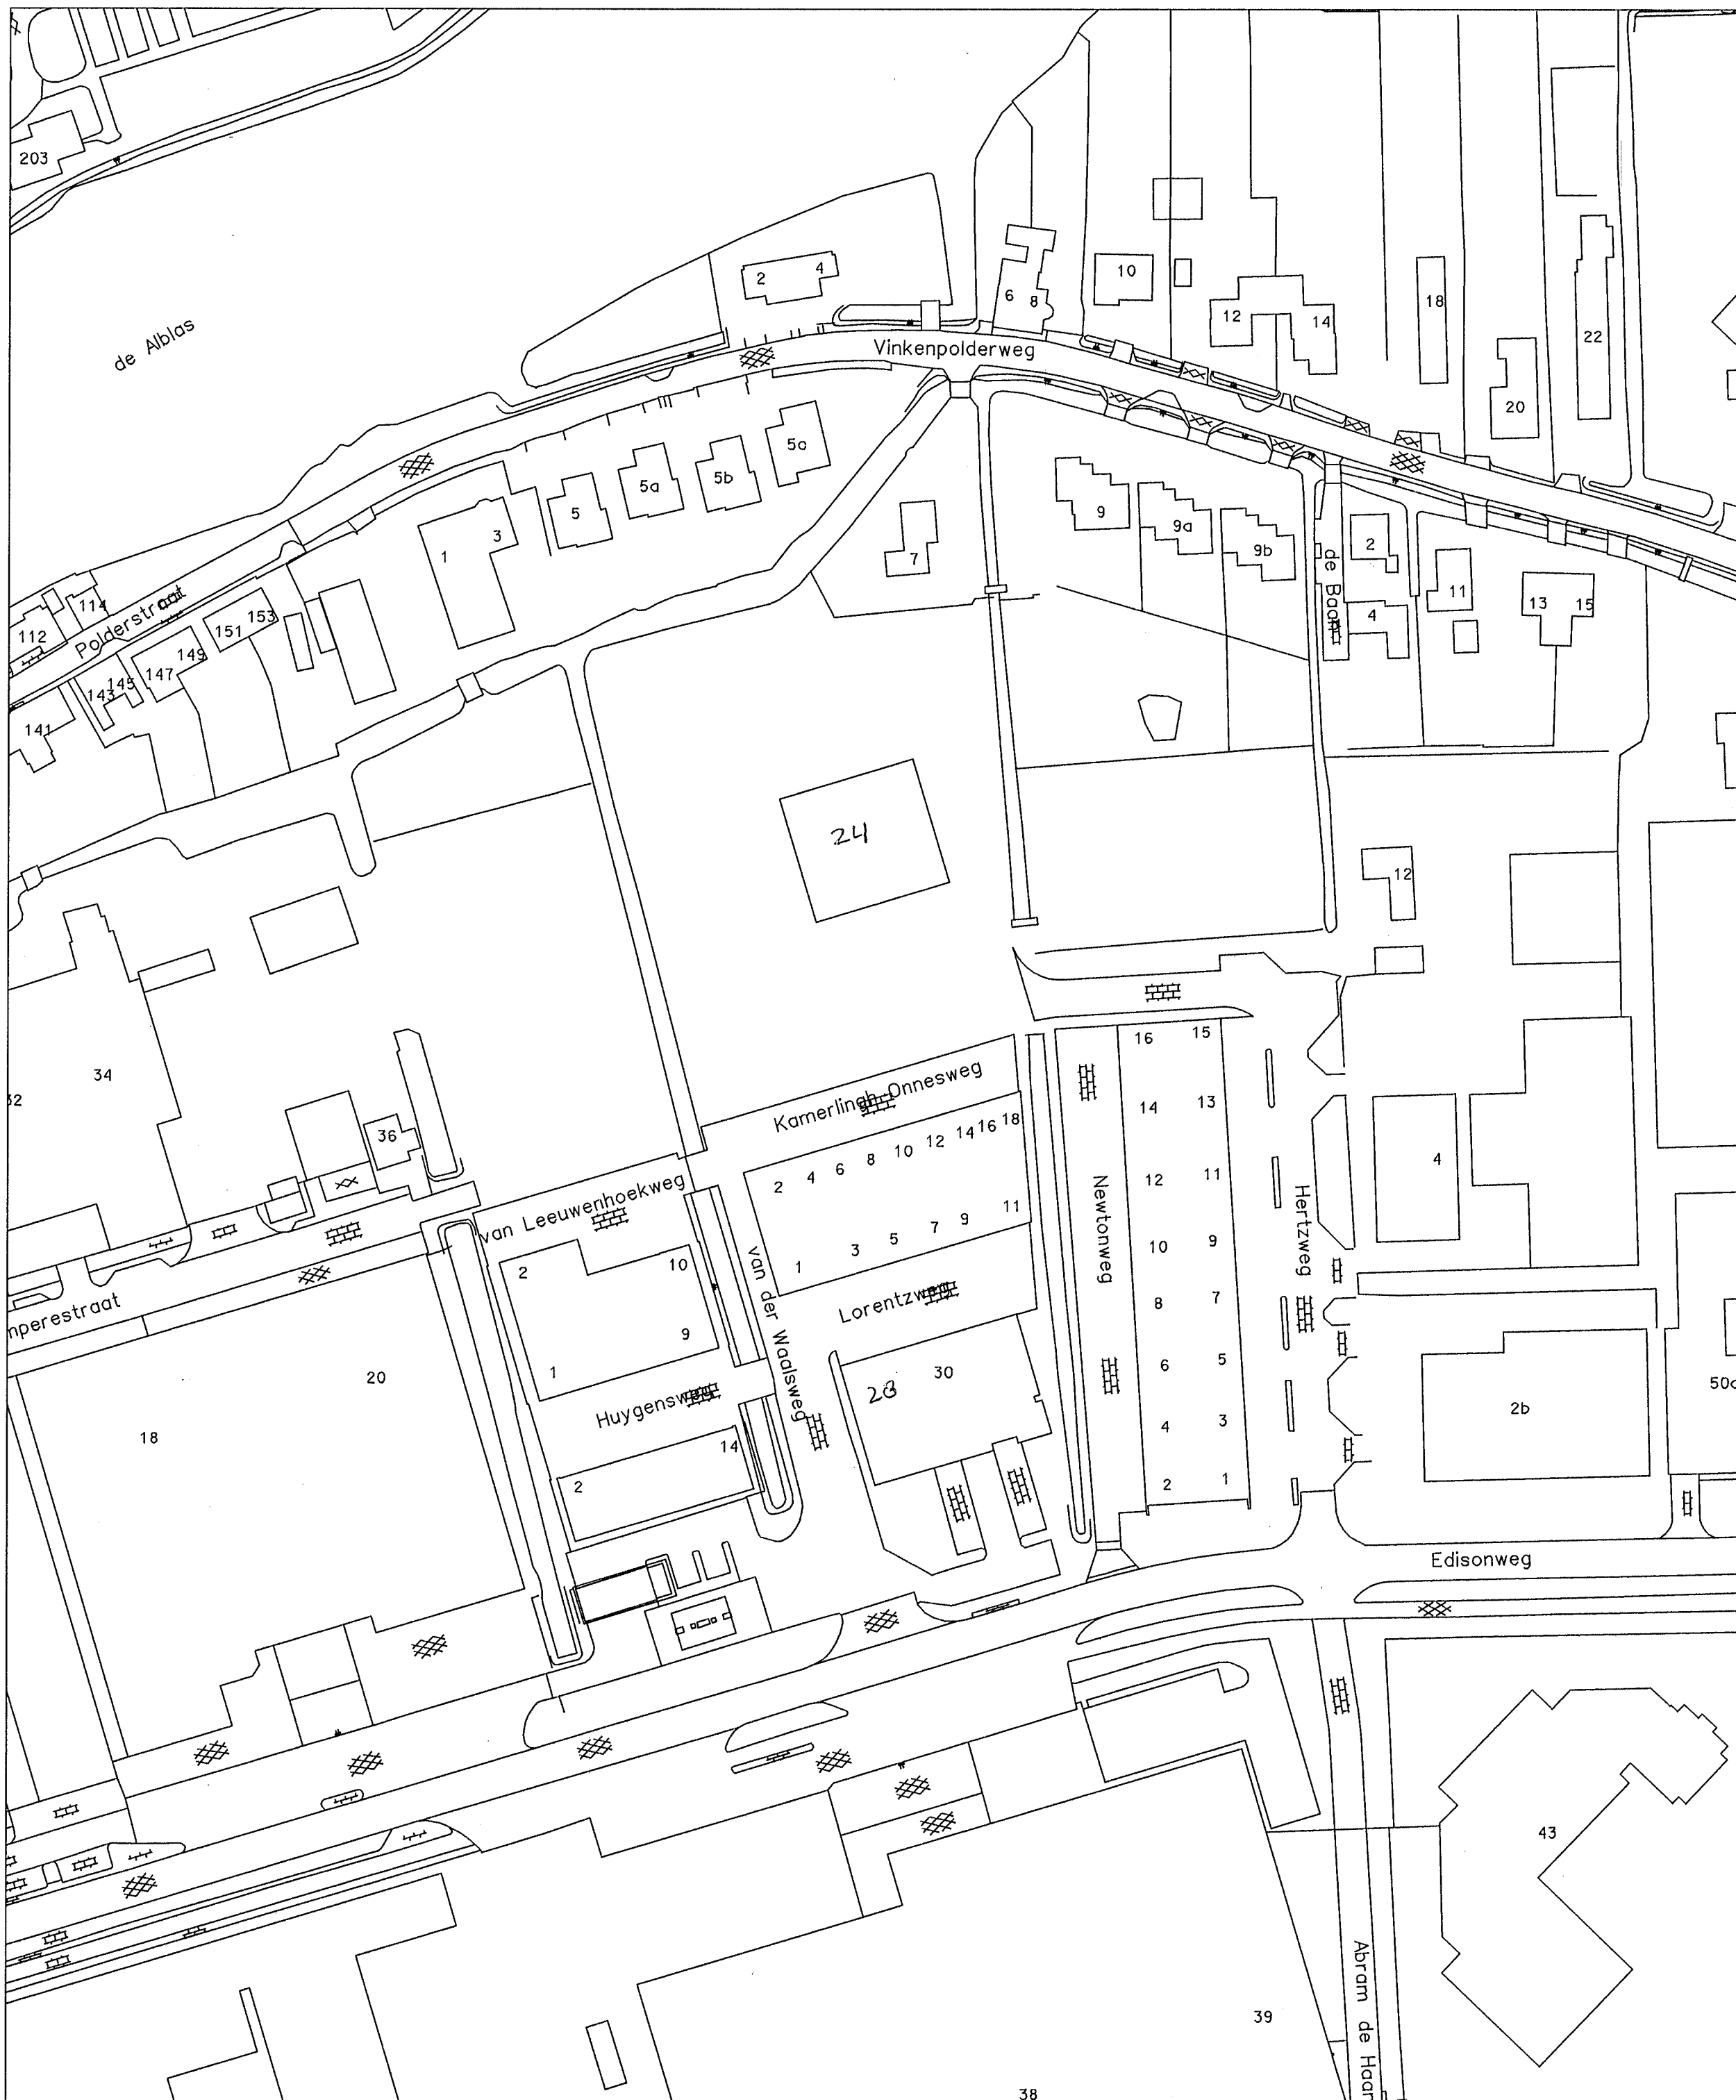 203
de Alblas
2 4
6 8
10
12 14
18
20
22
Vinkenpolderweg
5a
5b
5a
5
1 3
7
9
9a
9b
de Baan
2
4
11
13 15
114
112
Polderstraat
153
151
149
147
145
143
141
24
12
34
32
36
16 15
14 13
12 11
10 9
8 7
6 5
4 3
2 1
Kamerlingh Onnesweg
2 4 6 8 10 12 14 16 18
1 3 5 7 9 11
Newtonweg
Hertzweg
4
van Leeuwenhoekweg
2 10
1 9
van der Waalsweg
Lorentzweg
23 30
Huygensweg
14
2
mperestraat
20
18
2b
50c
Edisonweg
43
Abram de Haan
39
38